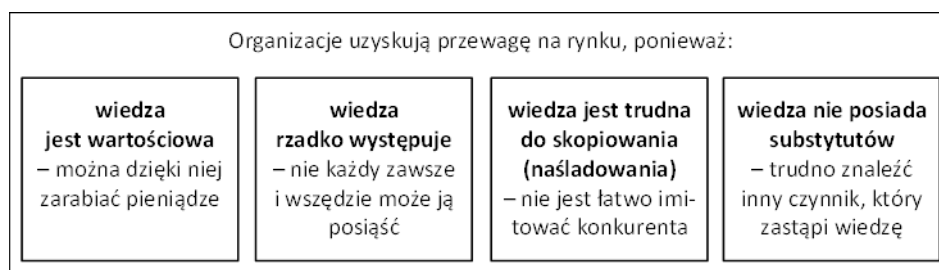 Organizacje uzyskują przewagę na rynku, ponieważ:
wiedza
jest wartościowa
– można dzięki niej
zarabiać pieniądze
wiedza
rzadko występuje
– nie każdy zawsze
i wszędzie może ją
posiąść
wiedza jest trudna
do skopiowania
(naśladowania)
– nie jest łatwo imi-
tować konkurenta
wiedza nie posiada
substytutów
– trudno znaleźć
inny czynnik, który
zastąpi wiedzę